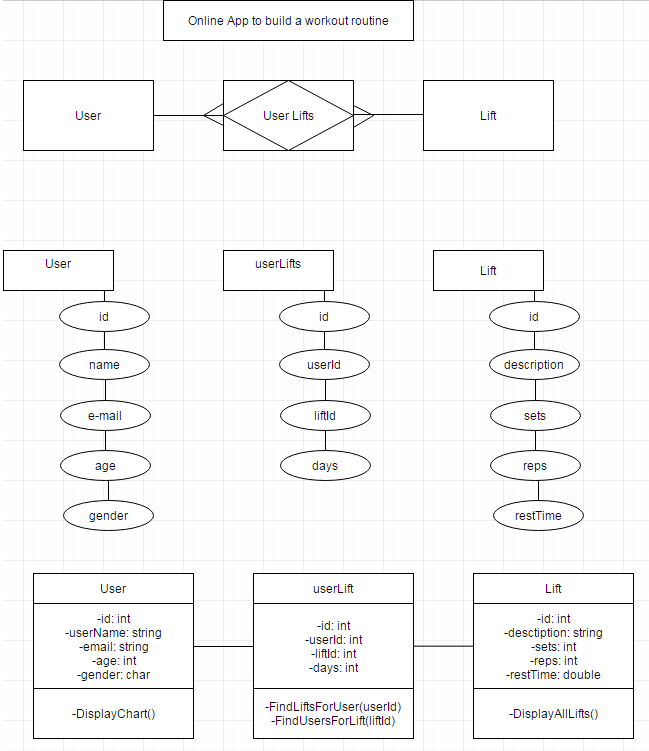 Online App to build a workout routine
User
User Lifts
Lift
User
userLifts
Lift
id
id
id
name
userId
description
e-mail
liftId
sets
age
days
reps
gender
restTime
User
-id: int
-userName: string
-email: string
-age: int
-gender: char
-DisplayChart()
userLift
-id: int
-userId: int
-liftId: int
-days: int
-FindLiftsForUser(userId)
-FindUsersForLift(liftId)
Lift
-id: int
-desctiption: string
-sets: int
-reps: int
-restTime: double
-DisplayAllLifts()